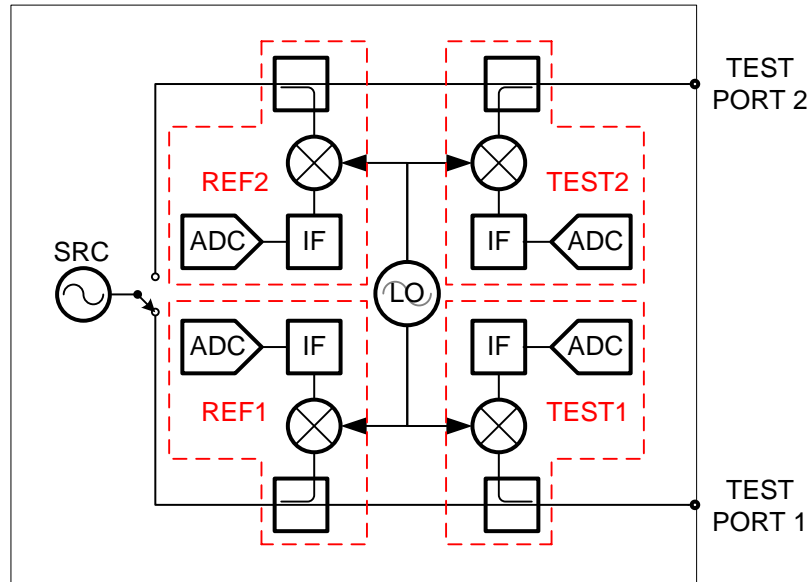 TEST
PORT 2
REF2
TEST2
ADC
IF
IF
ADC
SRC
LO
ADC
IF
IF
ADC
REF1
TEST1
TEST
PORT 1